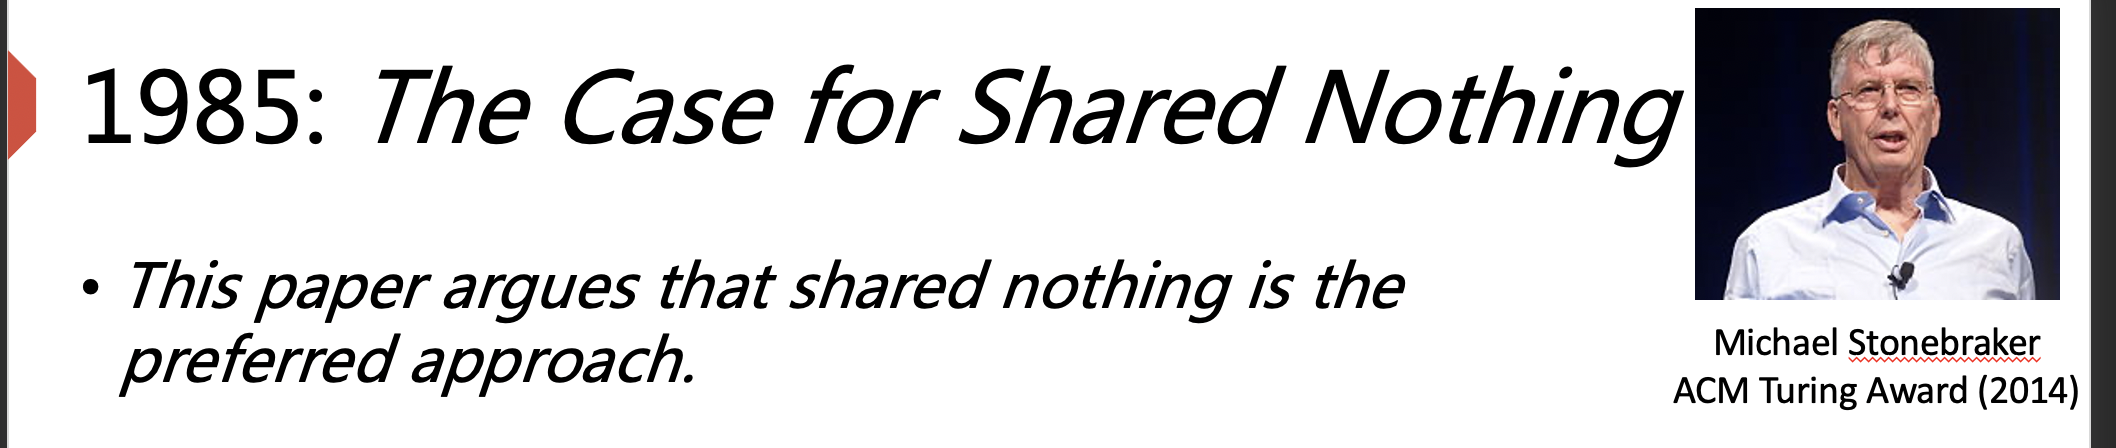 1985: The Case for Shared Nothing
• This paper argues that shared nothing is the
preferred approach.
Michael Stonebraker
ACM Turing Award (2014)